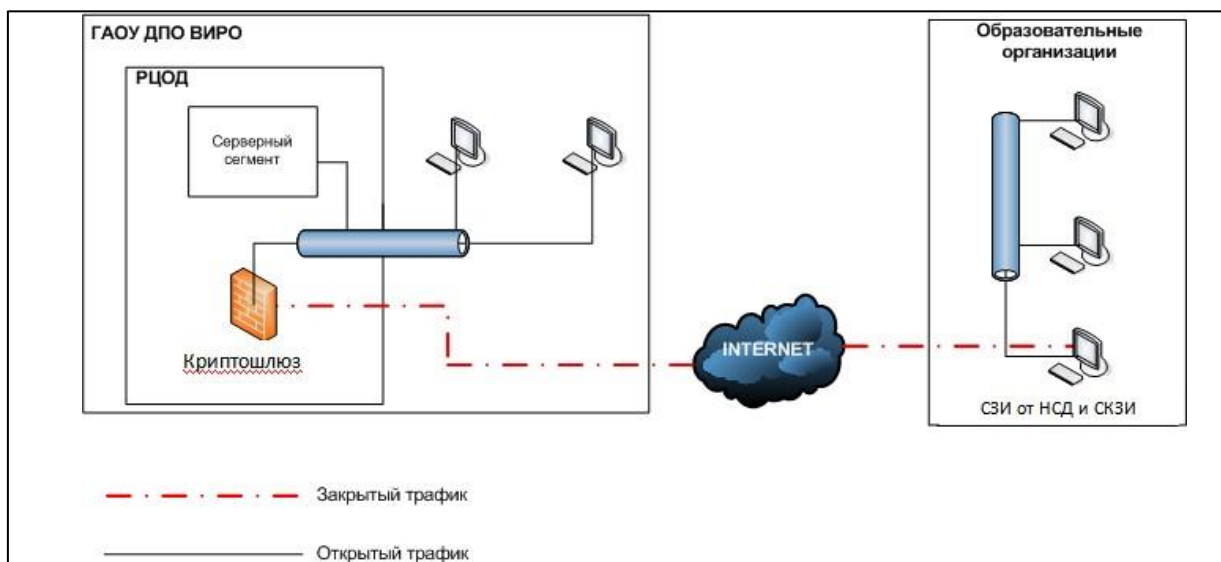 ГАОУ ДПО ВИРО
РЦОД
Серверный
сегмент
Криптошлюз
INTERNET
Образовательные
организации
СЗИ от НСД и СКЗИ
Закрытый трафик
Открытый трафик